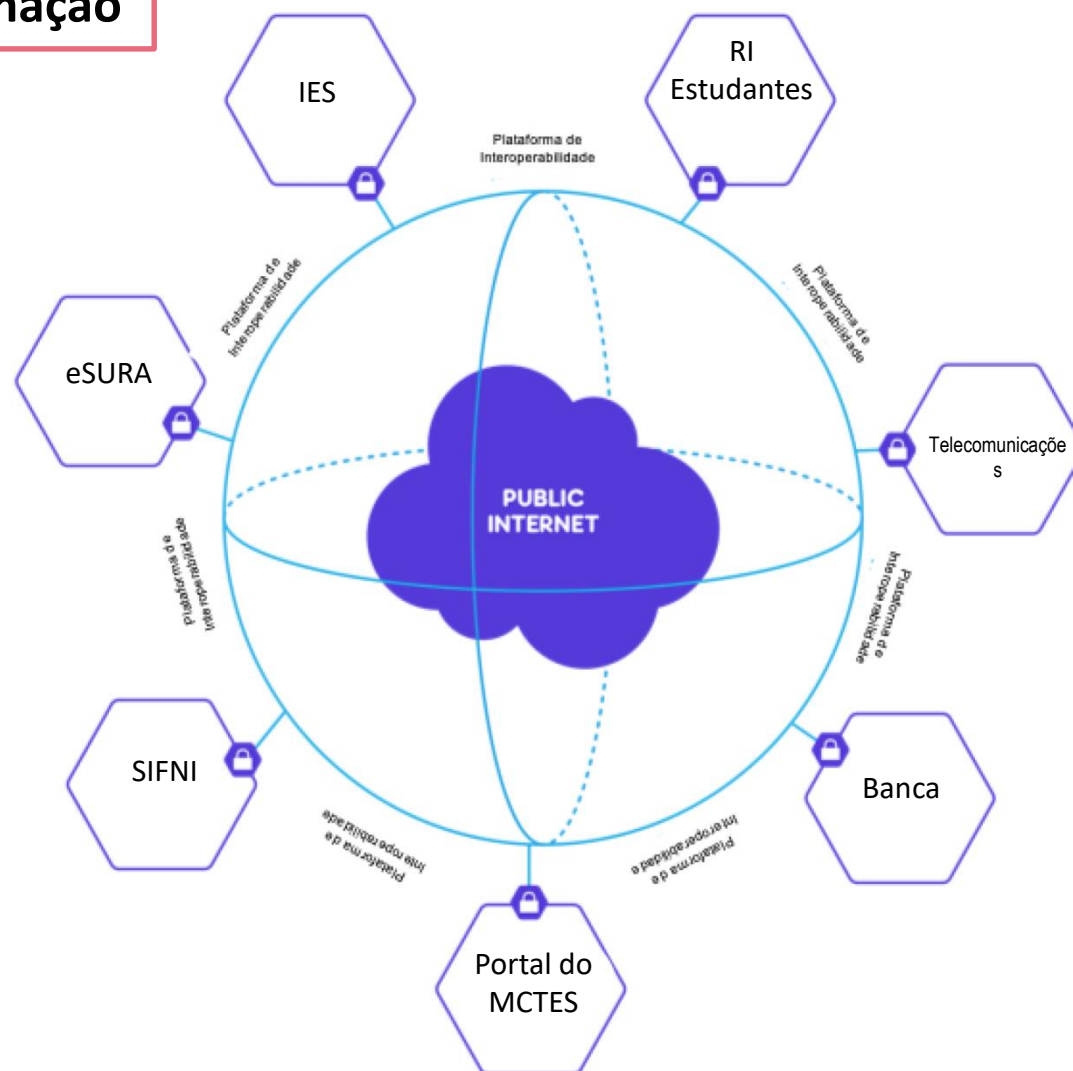 mação
IES
RI
Estudantes
Plataforma de
Interoperabilidade
Plataforma de
Interoperabilidade
Plataforma de
Interoperabilidade
eSURA
Telecomunicaçõe
s
PUBLIC
INTERNET
Plataforma de
Interoperabilidade
Plataforma de
Interoperabilidade
SIFNI
Banca
Plataforma de
Interoperabilidade
Plataforma de
Interoperabilidade
Portal do
MCTES